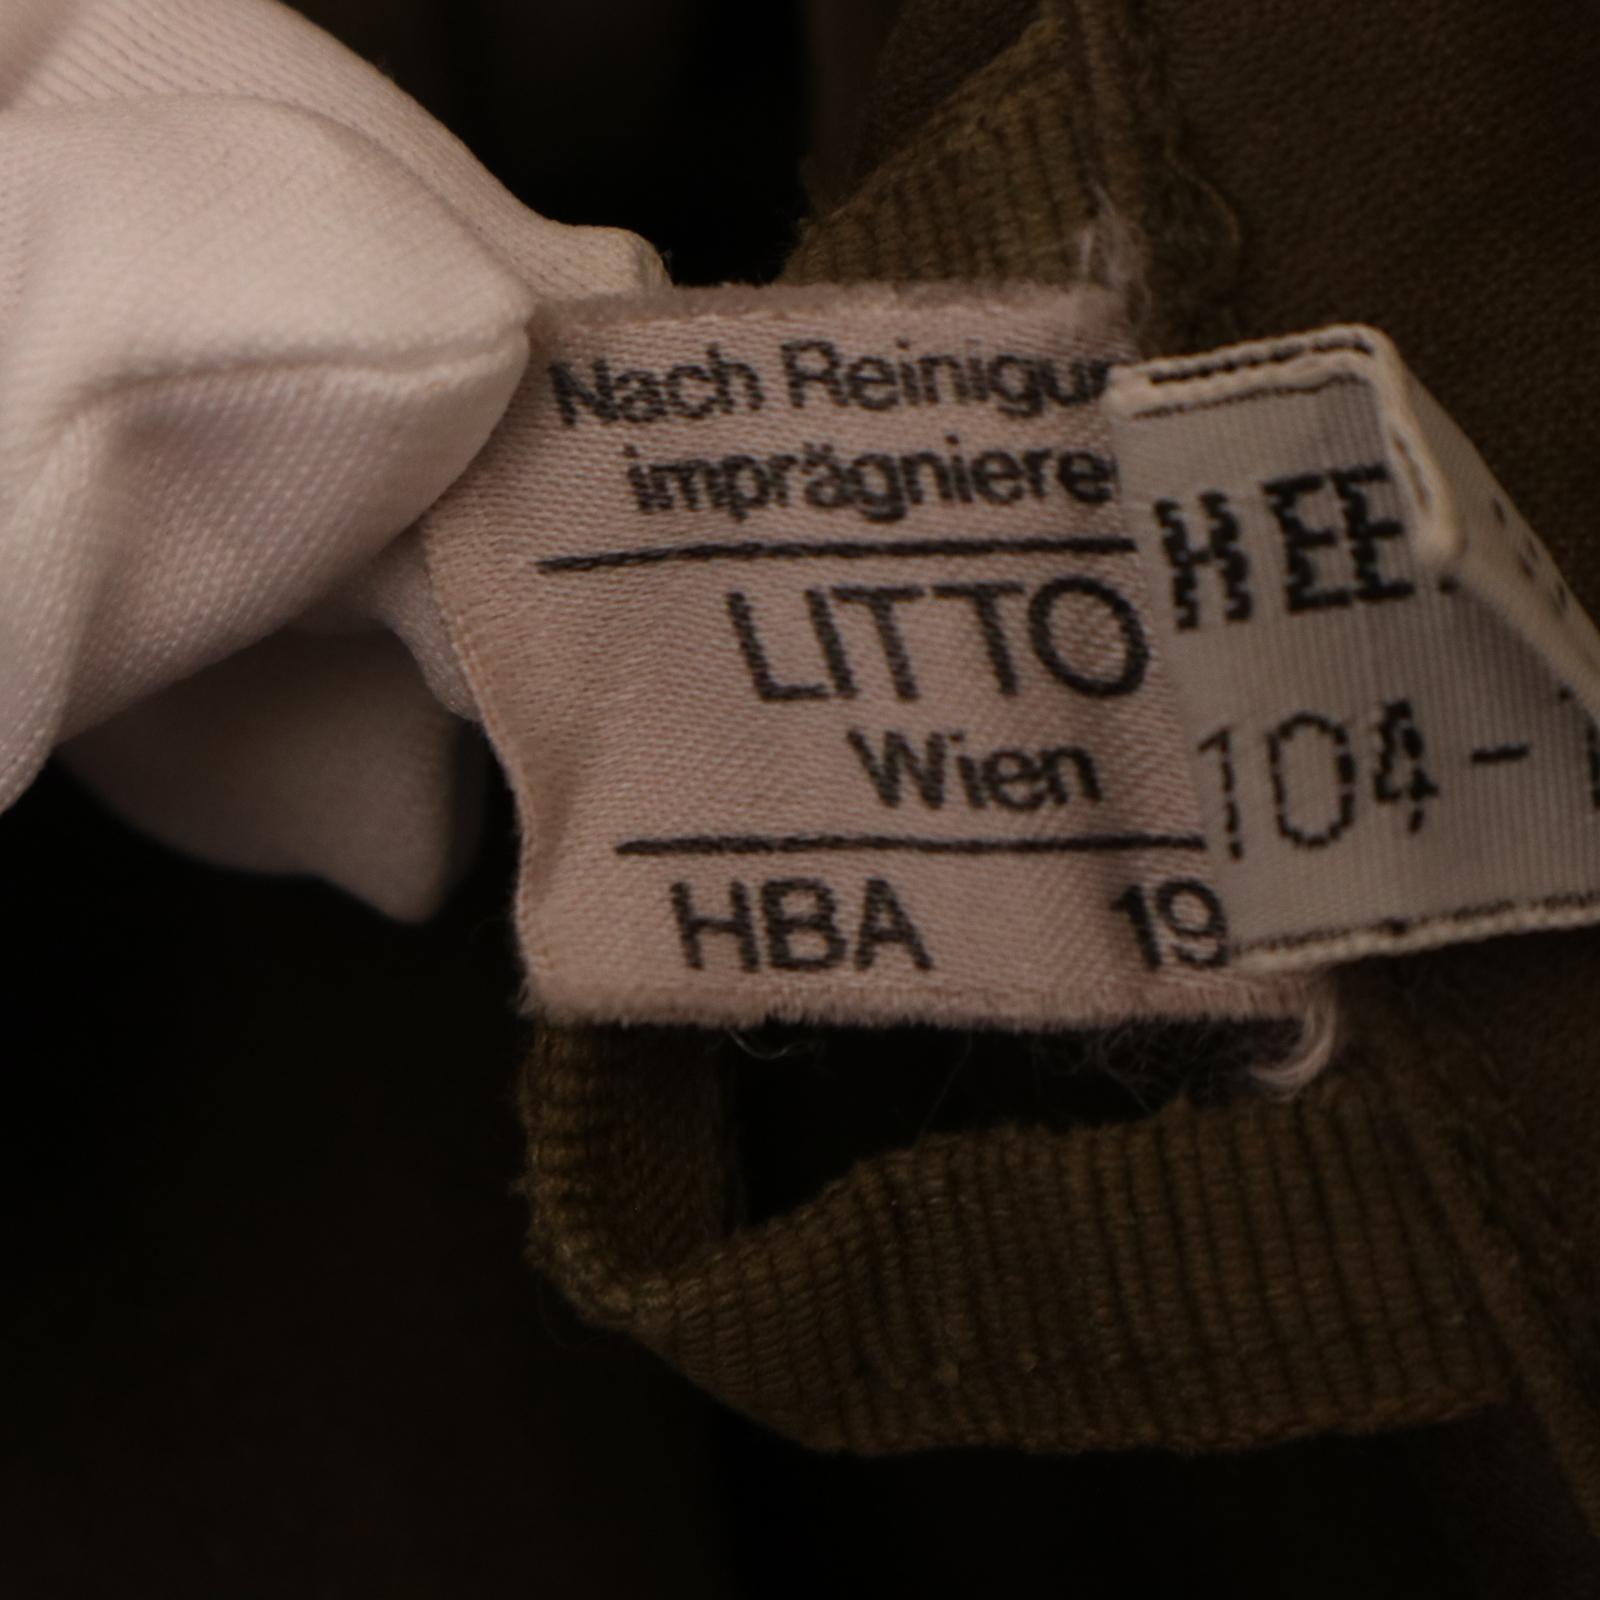 Nach Reinigun
imprägniere
LITTO
Wien
HBA 19
HEE
104-